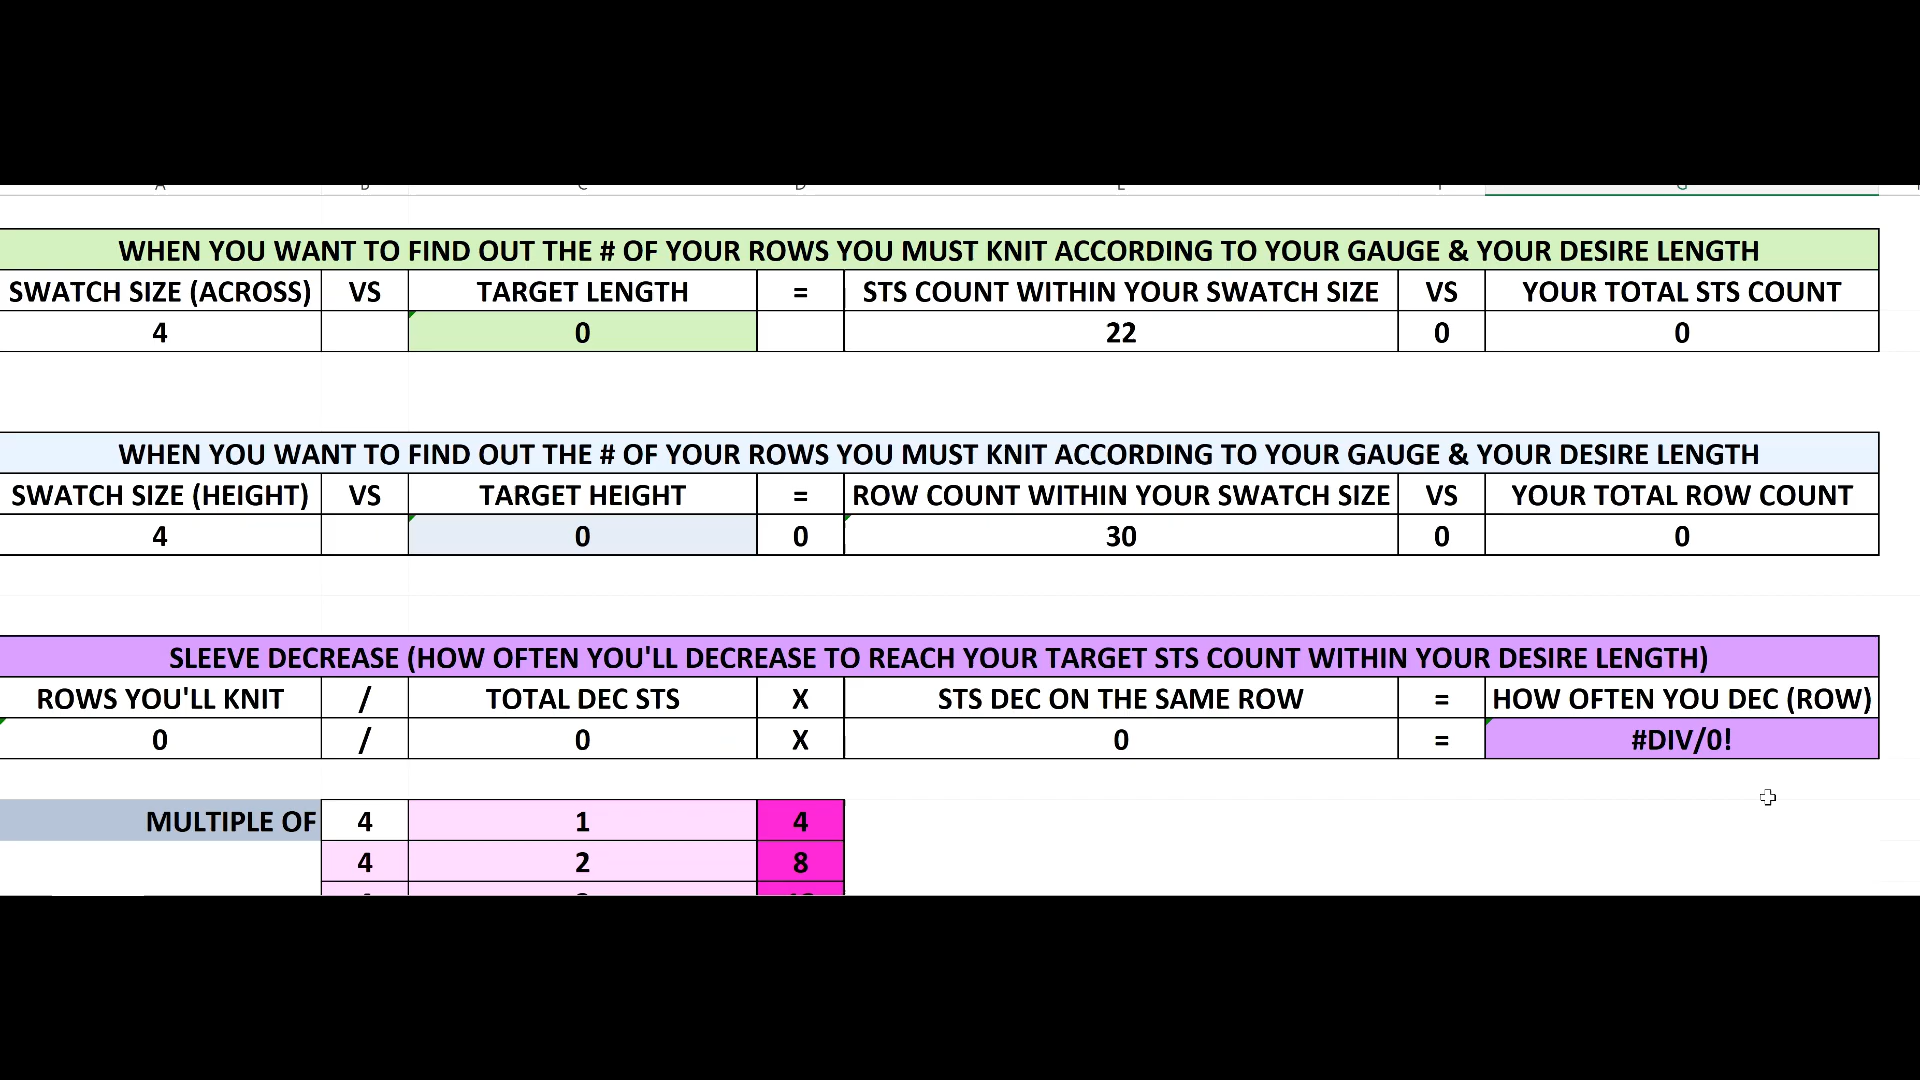 WHEN YOU WANT TO FIND OUT THE # OF YOUR ROWS YOU MUST KNIT ACCORDING TO YOUR GAUGE & YOUR DESIRE LENGTH
SWATCH SIZE (ACROSS) VS TARGET LENGTH = STS COUNT WITHIN YOUR SWATCH SIZE VS YOUR TOTAL STS COUNT
4 0 22 0 0
WHEN YOU WANT TO FIND OUT THE # OF YOUR ROWS YOU MUST KNIT ACCORDING TO YOUR GAUGE & YOUR DESIRE LENGTH
SWATCH SIZE (HEIGHT) VS TARGET HEIGHT = ROW COUNT WITHIN YOUR SWATCH SIZE VS YOUR TOTAL ROW COUNT
4 0 0 30 0 0
SLEEVE DECREASE (HOW OFTEN YOU'LL DECREASE TO REACH YOUR TARGET STS COUNT WITHIN YOUR DESIRE LENGTH)
ROWS YOU'LL KNIT / TOTAL DEC STS X STS DEC ON THE SAME ROW = HOW OFTEN YOU DEC (ROW)
0 / 0 X 0 = #DIV/0!
MULTIPLE OF 4 1 4
4 2 8